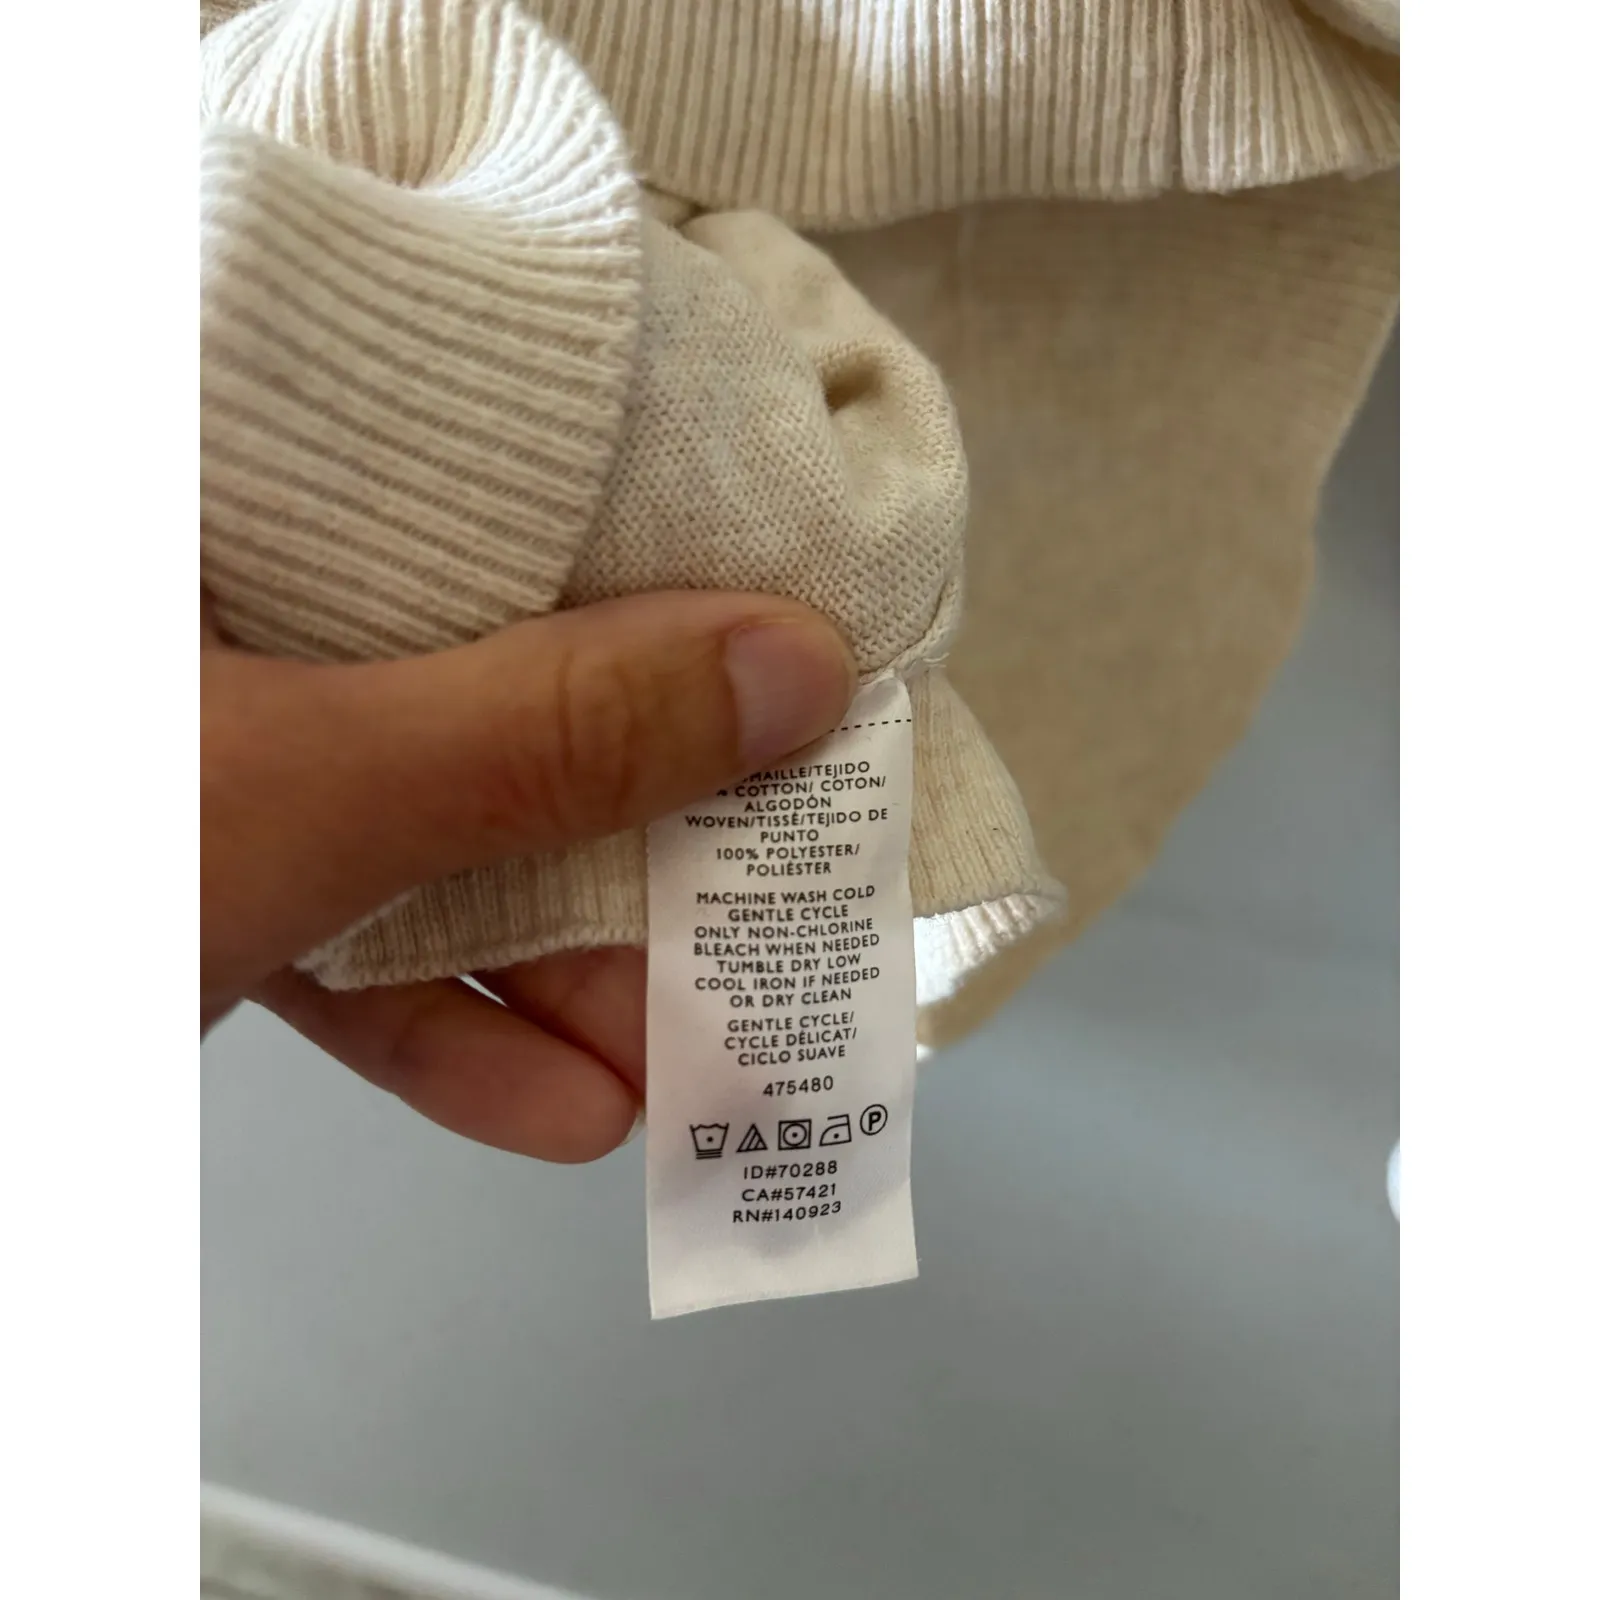 MAILLE/TEJIDO
% COTTON/ COTON/
ALGODÓN
WOVEN/TISSÉ/TEJIDO DE
PUNTO
100% POLYESTER/
POLIÉSTER
MACHINE WASH COLD
GENTLE CYCLE
ONLY NON-CHLORINE
BLEACH WHEN NEEDED
TUMBLE DRY LOW
COOL IRON IF NEEDED
OR DRY CLEAN
GENTLE CYCLE/
CYCLE DÉLICAT/
CICLO SUAVE
475480
P
ID#70288
CA#57421
RN#140923